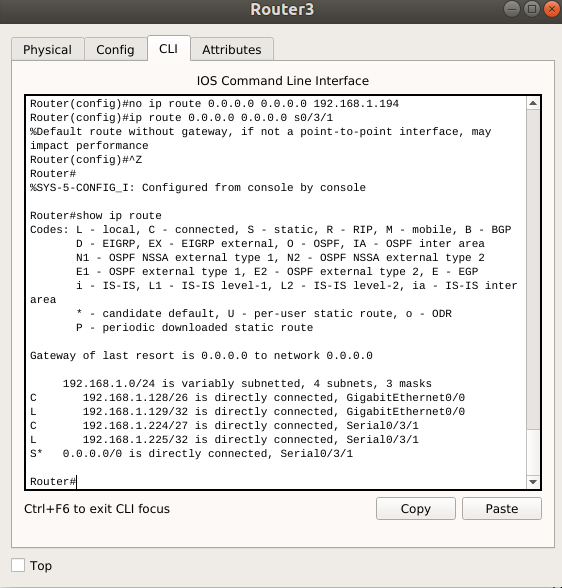 Router3
Physical Config CLI Attributes
IOS Command Line Interface
Router(config)#no ip route 0.0.0.0 0.0.0.0 192.168.1.194
Router(config)#ip route 0.0.0.0 0.0.0.0 s0/3/1
%Default route without gateway, if not a point-to-point interface, may
impact performance
Router(config)#^Z
Router#
%SYS-5-CONFIG_I: Configured from console by console
Router#show ip route
Codes: L - local, C - connected, S - static, R - RIP, M - mobile, B - BGP
D - EIGRP, EX - EIGRP external, O - OSPF, IA - OSPF inter area
N1 - OSPF NSSA external type 1, N2 - OSPF NSSA external type 2
E1 - OSPF external type 1, E2 - OSPF external type 2, E - EGP
i - IS-IS, L1 - IS-IS level-1, L2 - IS-IS level-2, ia - IS-IS inter
area
* - candidate default, U - per-user static route, o - ODR
P - periodic downloaded static route
Gateway of last resort is 0.0.0.0 to network 0.0.0.0
192.168.1.0/24 is variably subnetted, 4 subnets, 3 masks
C 192.168.1.128/26 is directly connected, GigabitEthernet0/0
L 192.168.1.129/32 is directly connected, GigabitEthernet0/0
C 192.168.1.224/27 is directly connected, Serial0/3/1
L 192.168.1.225/32 is directly connected, Serial0/3/1
S* 0.0.0.0/0 is directly connected, Serial0/3/1
Router#
Ctrl+F6 to exit CLI focus
Copy
Paste
Top